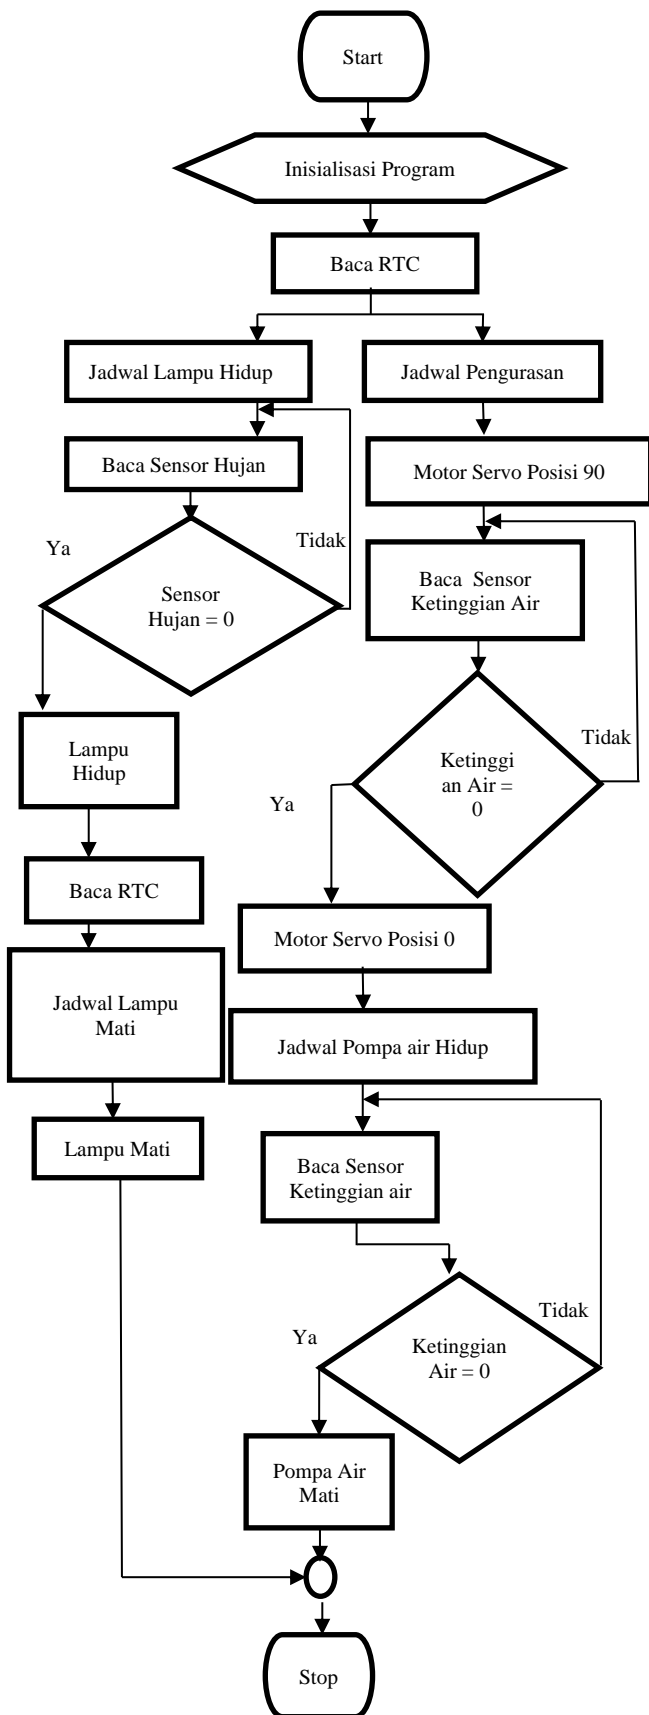 Start
Inisialisasi Program
Baca RTC
Jadwal Lampu Hidup
Jadwal Pengurasan
Baca Sensor Hujan
Motor Servo Posisi 90
Ya
Tidak
Sensor
Hujan = 0
Baca Sensor
Ketinggian Air
Lampu
Hidup
Tidak
Ketinggi
an Air =
0
Ya
Baca RTC
Motor Servo Posisi 0
Jadwal Lampu
Mati
Jadwal Pompa air Hidup
Lampu Mati
Baca Sensor
Ketinggian air
Tidak
Ya
Ketinggian
Air = 0
Pompa Air
Mati
Stop